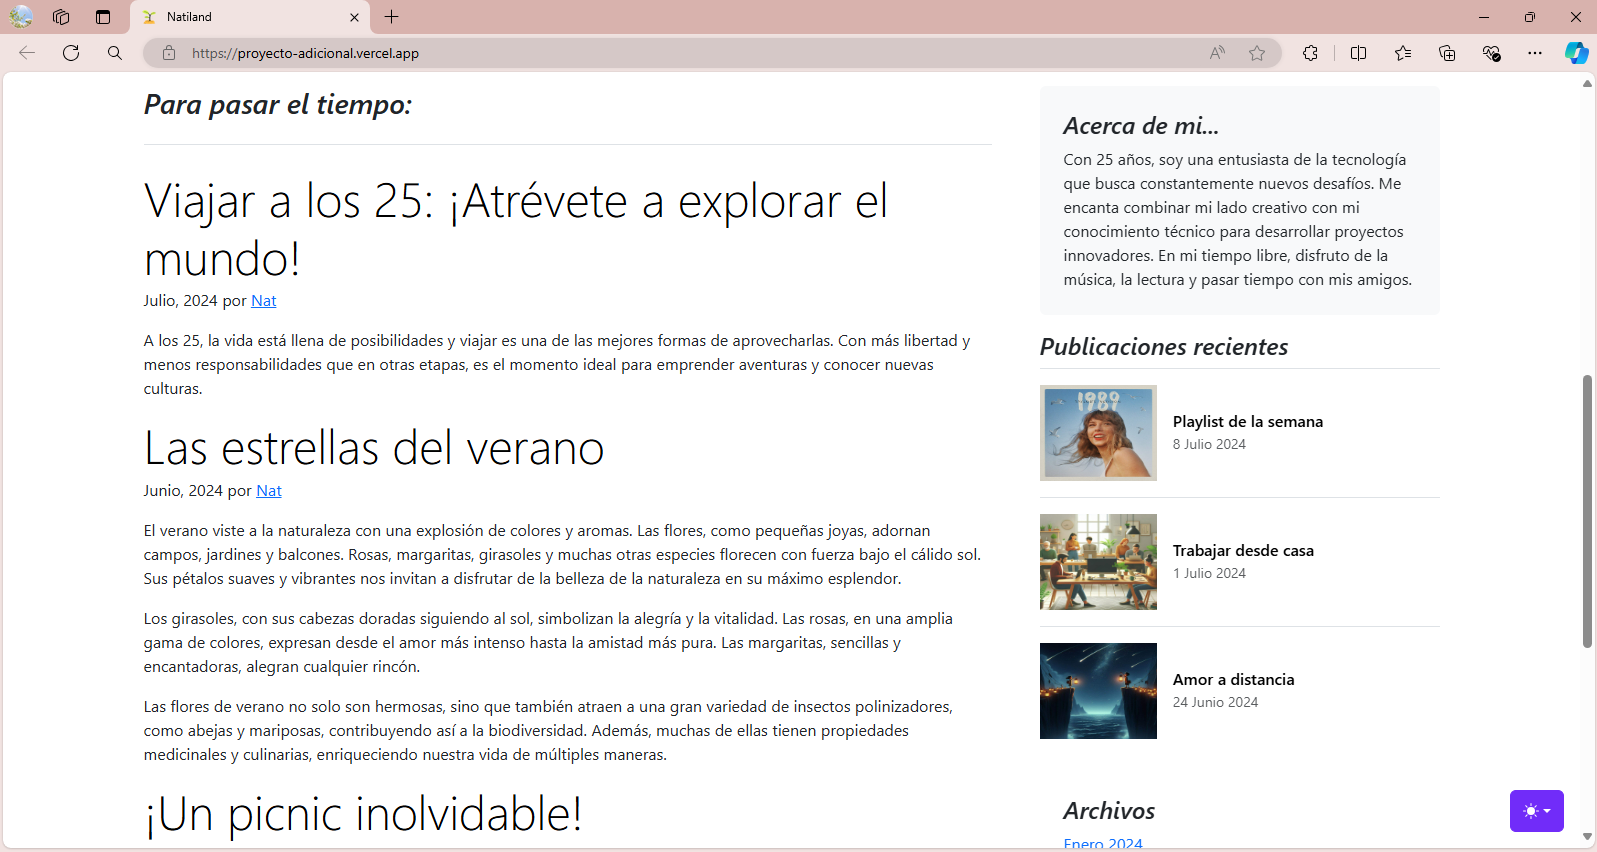 Natiland
https://proyecto-adicional.vercel.app
Para pasar el tiempo:
Viajar a los 25: ¡Atrévete a explorar el
mundo!
Julio, 2024 por Nat
A los 25, la vida está llena de posibilidades y viajar es una de las mejores formas de aprovecharlas. Con más libertad y
menos responsabilidades que en otras etapas, es el momento ideal para emprender aventuras y conocer nuevas
culturas.
Las estrellas del verano
Junio, 2024 por Nat
El verano viste a la naturaleza con una explosión de colores y aromas. Las flores, como pequeñas joyas, adornan
campos, jardines y balcones. Rosas, margaritas, girasoles y muchas otras especies florecen con fuerza bajo el cálido sol.
Sus pétalos suaves y vibrantes nos invitan a disfrutar de la belleza de la naturaleza en su máximo esplendor.
Los girasoles, con sus cabezas doradas siguiendo al sol, simbolizan la alegría y la vitalidad. Las rosas, en una amplia
gama de colores, expresan desde el amor más intenso hasta la amistad más pura. Las margaritas, sencillas y
encantadoras, alegran cualquier rincón.
Las flores de verano no solo son hermosas, sino que también atraen a una gran variedad de insectos polinizadores,
como abejas y mariposas, contribuyendo así a la biodiversidad. Además, muchas de ellas tienen propiedades
medicinales y culinarias, enriqueciendo nuestra vida de múltiples maneras.
¡Un picnic inolvidable!
Acerca de mi...
Con 25 años, soy una entusiasta de la tecnología
que busca constantemente nuevos desafíos. Me
encanta combinar mi lado creativo con mi
conocimiento técnico para desarrollar proyectos
innovadores. En mi tiempo libre, disfruto de la
música, la lectura y pasar tiempo con mis amigos.
Publicaciones recientes
1989
Playlist de la semana
8 Julio 2024
Trabajar desde casa
1 Julio 2024
Amor a distancia
24 Junio 2024
Archivos
Enero 2024